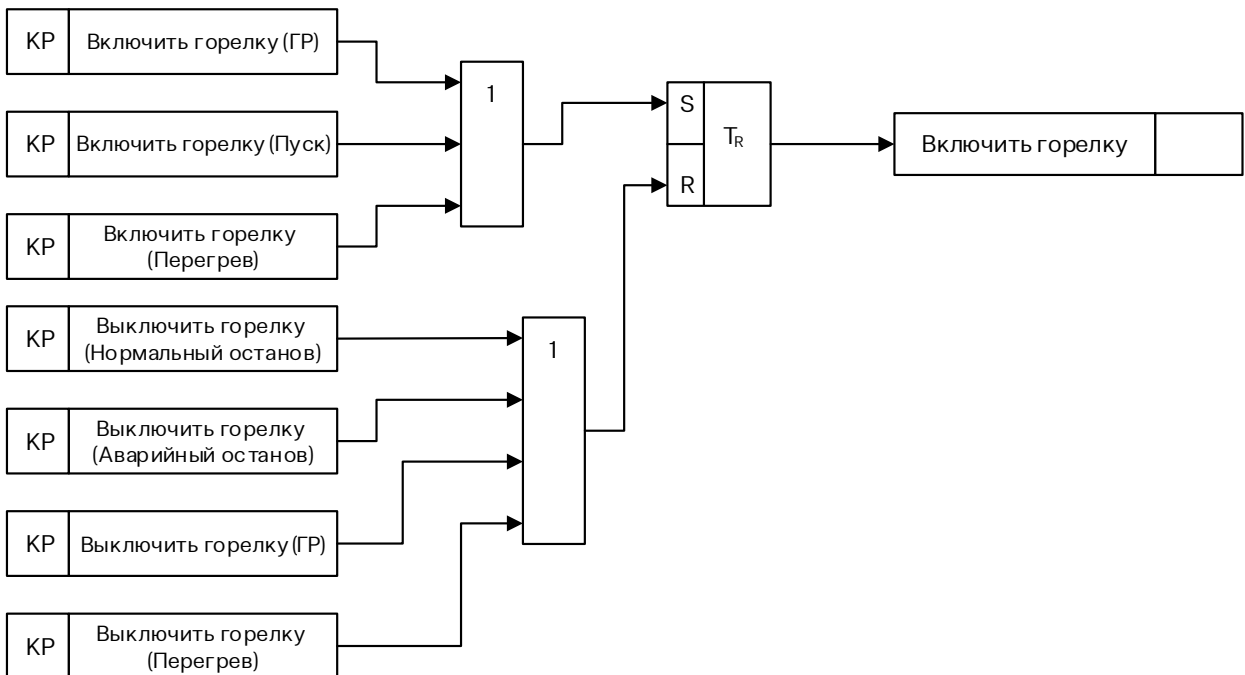 КР
Включить горелку (ГР)
КР
Включить горелку (Пуск)
КР
Включить горелку
(Перегрев)
КР
Выключить горелку
(Нормальный останов)
КР
Выключить горелку
(Аварийный останов)
КР
Выключить горелку (ГР)
КР
Выключить горелку
(Перегрев)
1
1
S
R
TR
Включить горелку